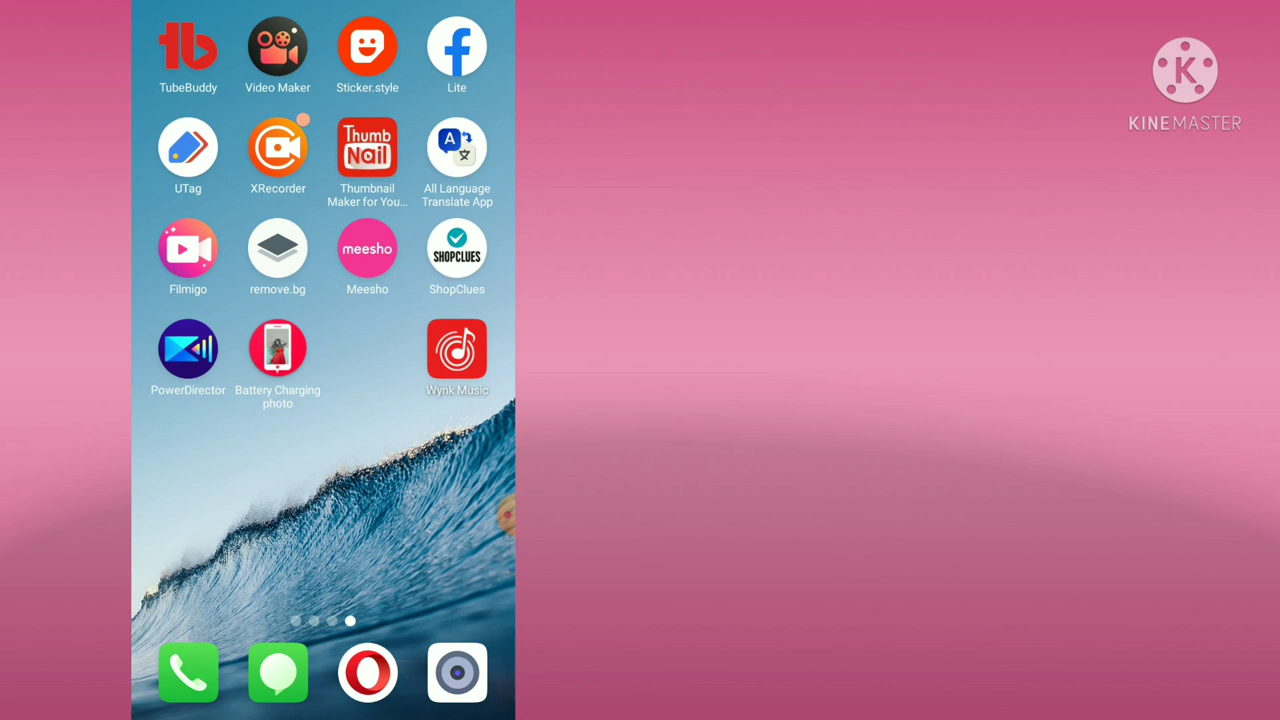 TubeBuddy
Video Maker
Sticker.style
Lite
UTag
XRecorder
Thumb
Nail
Thumbnail
Maker for You...
A
All Language
Translate App
Filmigo
remove.bg
meesho
Meesho
SHOPCLUES
ShopClues
PowerDirector
Battery Charging
photo
Wynk Music
K
KINEMASTER